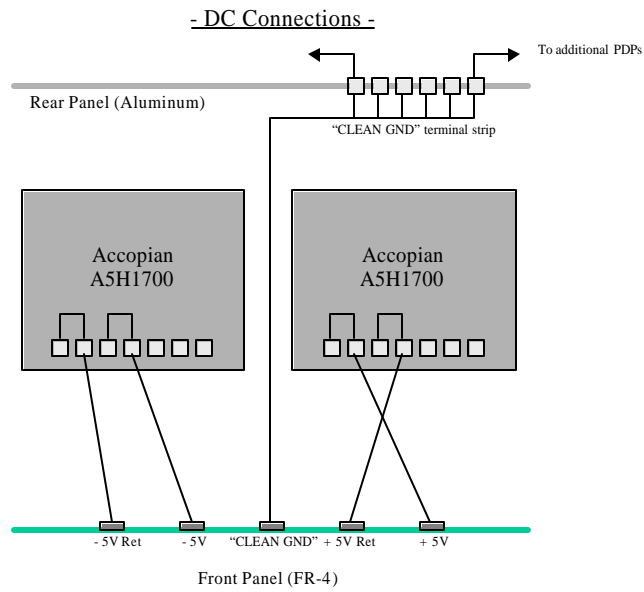 - DC Connections -
To additional PDPs
Rear Panel (Aluminum)
“CLEAN GND” terminal strip
Accopian
A5H1700
Accopian
A5H1700
- 5V Ret
- 5V
“CLEAN GND”
+ 5V Ret
+ 5V
Front Panel (FR-4)